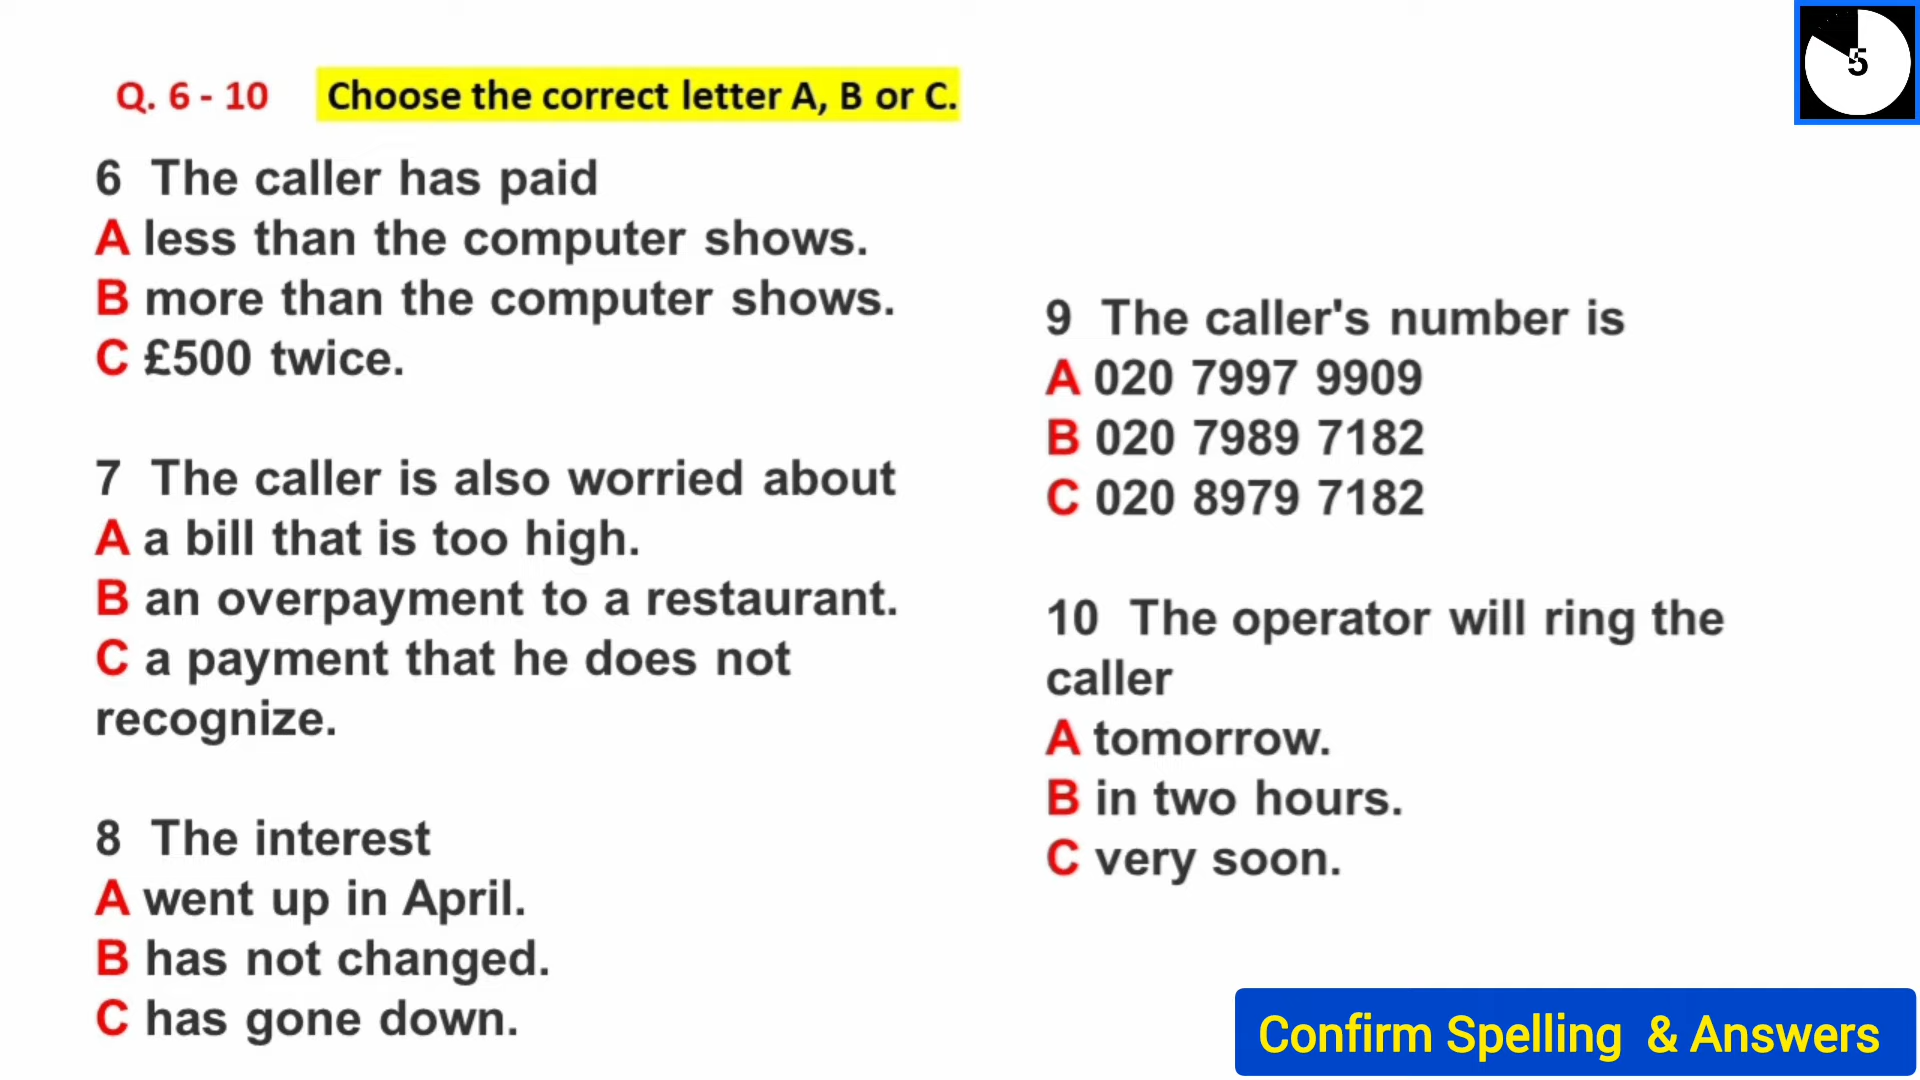 Q. 6 - 10 Choose the correct letter A, B or C.
6 The caller has paid
A less than the computer shows.
B more than the computer shows.
C £500 twice.
7 The caller is also worried about
A a bill that is too high.
B an overpayment to a restaurant.
C a payment that he does not
recognize.
8 The interest
A went up in April.
B has not changed.
C has gone down.
9 The caller's number is
A 020 7997 9909
B 020 7989 7182
C 020 8979 7182
10 The operator will ring the
caller
A tomorrow.
B in two hours.
C very soon.
5
Confirm Spelling & Answers